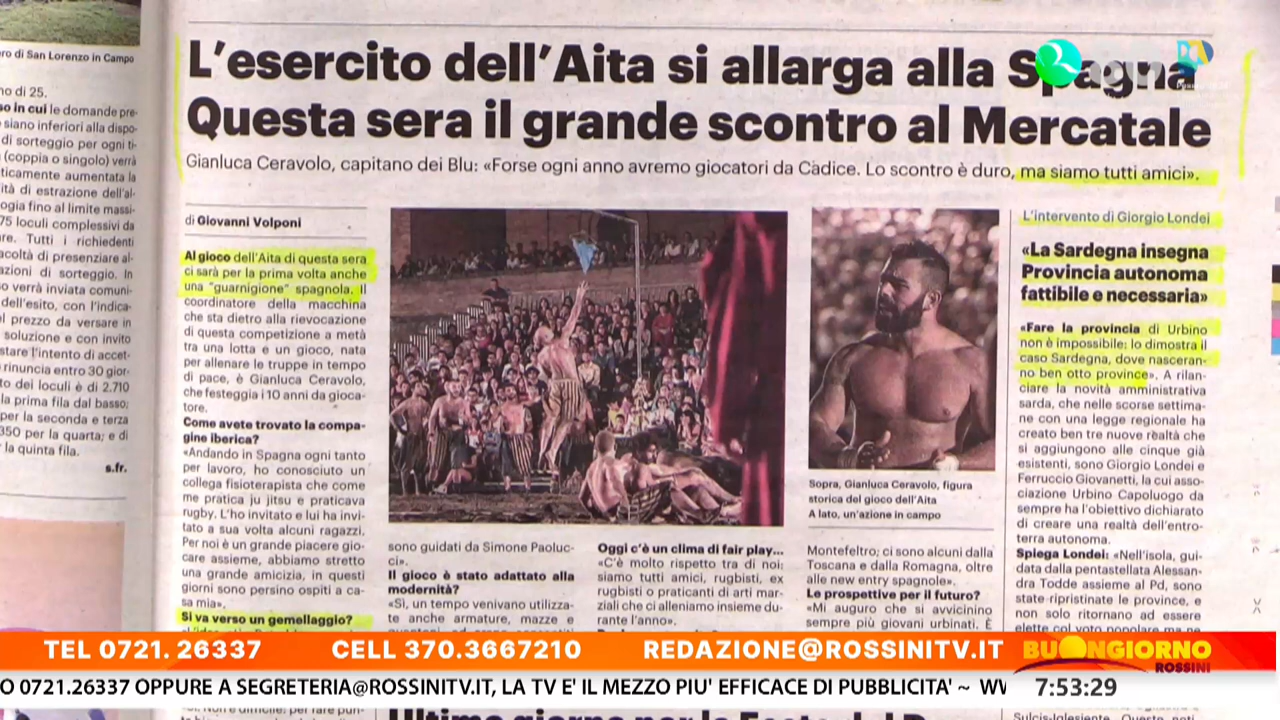 ro di San Lorenzo in Campo
no di 25.
so in cui le domande pre-
siano inferiori alla dispo-
di sorteggio per ogni ti-
(coppia o singolo) verrà
ticamente aumentata la
ità di estrazione dell'al-
ogia fino al limite massi-
75 loculi complessivi da
re. Tutti i richiedenti
acoltà di presenziare al-
azioni di sorteggio. In
so verrà inviata comuni-
dell'esito, con l'indica-
l prezzo da versare in
soluzione e con invito
stare l'intento di accet-
rinuncia entro 30 gior-
to dei loculi è di 2.710
la prima fila dal basso;
per la seconda e terza
350 per la quarta; e di
la quinta fila.
s.fr.
L'esercito dell'Aita si allarga alla Spagna
Questa sera il grande scontro al Mercatale
Gianluca Ceravolo, capitano dei Blu: «Forse ogni anno avremo giocatori da Cadice. Lo scontro è duro, ma siamo tutti amici».
di Giovanni Volponi
Al gioco dell'Aita di questa sera
ci sarà per la prima volta anche
una "guarnigione" spagnola. Il
coordinatore della macchina
che sta dietro alla rievocazione
di questa competizione a metà
tra una lotta e un gioco, nata
per allenare le truppe in tempo
di pace, è Gianluca Ceravolo,
che festeggia i 10 anni da gioca-
tore.
Come avete trovato la compa-
gine iberica?
«Andando in Spagna ogni tanto
per lavoro, ho conosciuto un
collega fisioterapista che come
me pratica ju jitsu e praticava
rugby. L'ho invitato e lui ha invi-
tato a sua volta alcuni ragazzi.
Per noi è un grande piacere gio-
care assieme, abbiamo stretto
una grande amicizia, in questi
giorni sono persino ospiti a ca-
sa mia».
Si va verso un gemellaggio?
sono guidati da Simone Paoluc-
ci».
Il gioco è stato adattato alla
modernità?
«Sì, un tempo venivano utilizza-
te anche armature, mazze e
Oggi c'è un clima di fair play...
«C'è molto rispetto tra di noi:
siamo tutti amici, rugbisti, ex
rugbisti o praticanti di arti mar-
ziali che ci alleniamo insieme du-
rante l'anno».
Sopra, Gianluca Ceravolo, figura
storica del gioco dell'Aita
A lato, un'azione in campo
Montefeltro; ci sono alcuni dalla
Toscana e dalla Romagna, oltre
alle new entry spagnole».
Le prospettive per il futuro?
«Mi auguro che si avvicinino
sempre più giovani urbinati. È
L'intervento di Giorgio Londei
«La Sardegna insegna
Provincia autonoma
fattibile e necessaria»
«Fare la provincia di Urbino
non è impossibile: lo dimostra il
caso Sardegna, dove nasceran-
no ben otto province». A rilan-
ciare la novità amministrativa
sarda, che nelle scorse settima-
ne con una legge regionale ha
creato ben tre nuove realtà che
si aggiungono alle cinque già
esistenti, sono Giorgio Londei e
Ferruccio Giovanetti, la cui asso-
ciazione Urbino Capoluogo da
sempre ha l'obiettivo dichiarato
di creare una realtà dell'entro-
terra autonoma.
Spiega Londei: «Nell'isola, gui-
data dalla pentastellata Alessan-
dra Todde assieme al Pd, sono
state ripristinate le province, e
non solo ritornano ad essere
elette col voto popolare ma ne
TEL 0721.26337 CELL 370.3667210 REDAZIONE@ROSSINITV.IT
BUONGIORNO
ROSSINI
O 0721.26337 OPPURE A SEGRETERIA@ROSSINITV.IT, LA TV E' IL MEZZO PIU' EFFICACE DI PUBBLICITA' ~ WW
7:53:29